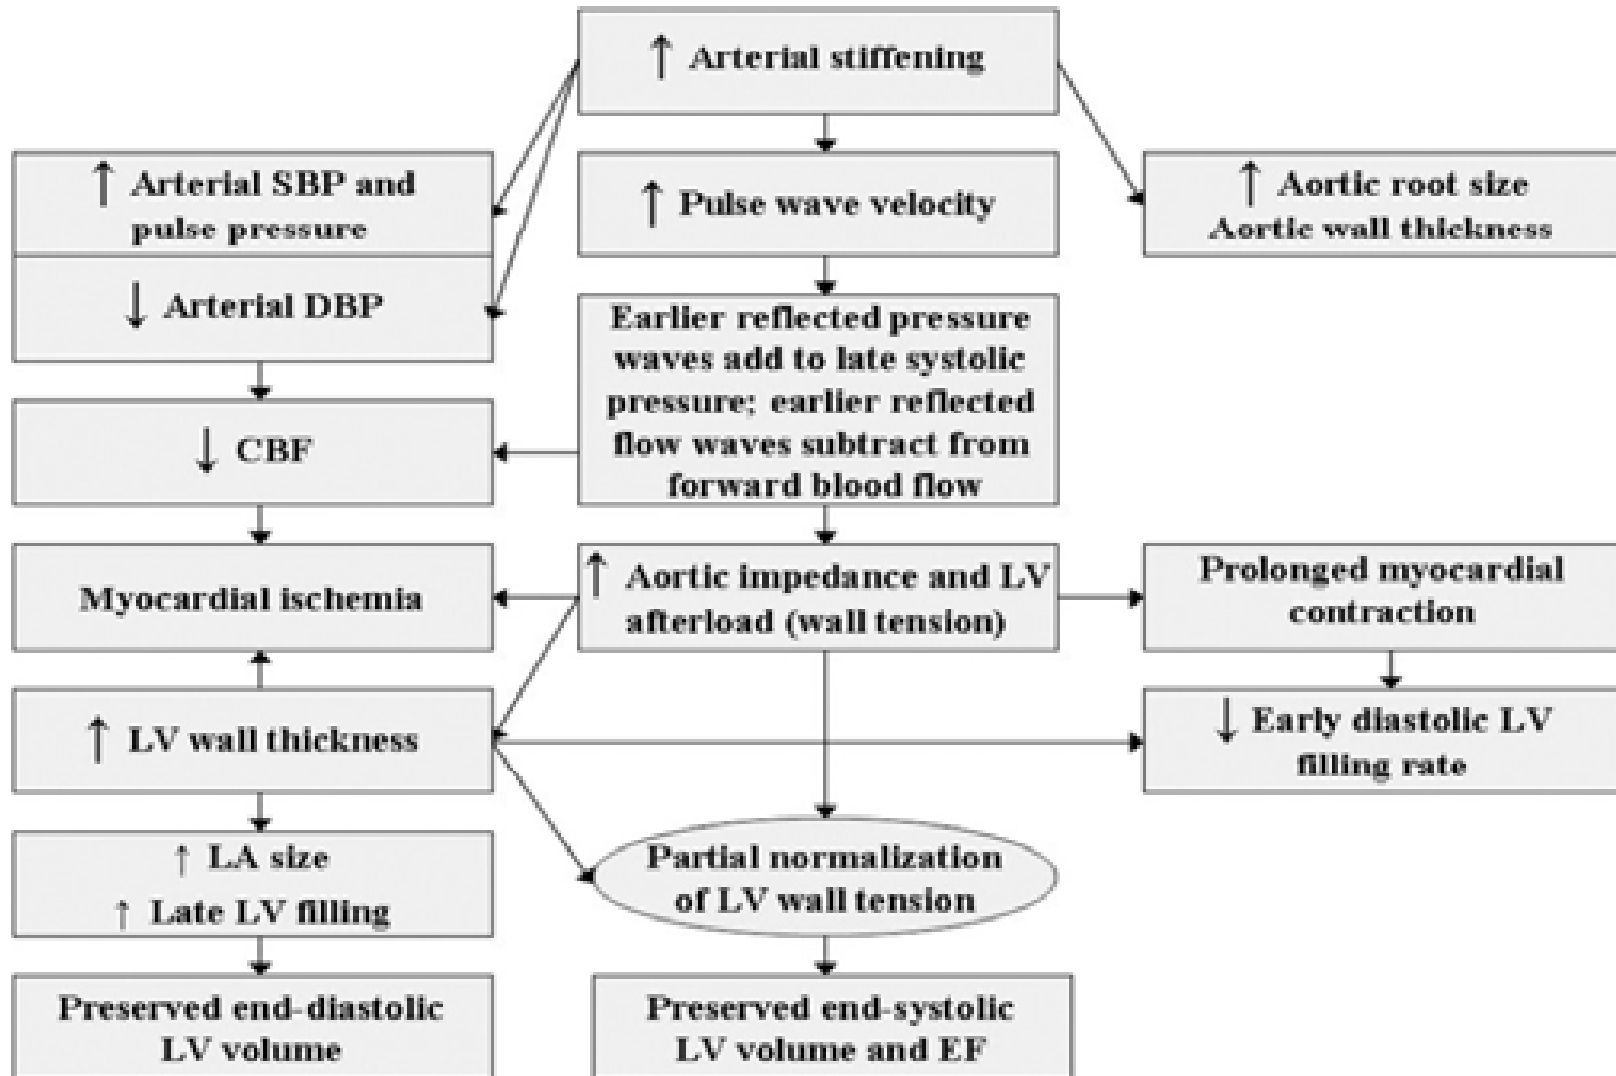 ↑ Arterial stiffening
↑ Arterial SBP and
pulse pressure
↓ Arterial DBP
↑ Pulse wave velocity
↑ Aortic root size
Aortic wall thickness
Earlier reflected pressure
waves add to late systolic
pressure; earlier reflected
flow waves subtract from
forward blood flow
↓ CBF
Myocardial ischemia
↑ Aortic impedance and LV
afterload (wall tension)
Prolonged myocardial
contraction
↑ LV wall thickness
↓ Early diastolic LV
filling rate
↑ LA size
↑ Late LV filling
Partial normalization
of LV wall tension
Preserved end-diastolic
LV volume
Preserved end-systolic
LV volume and EF